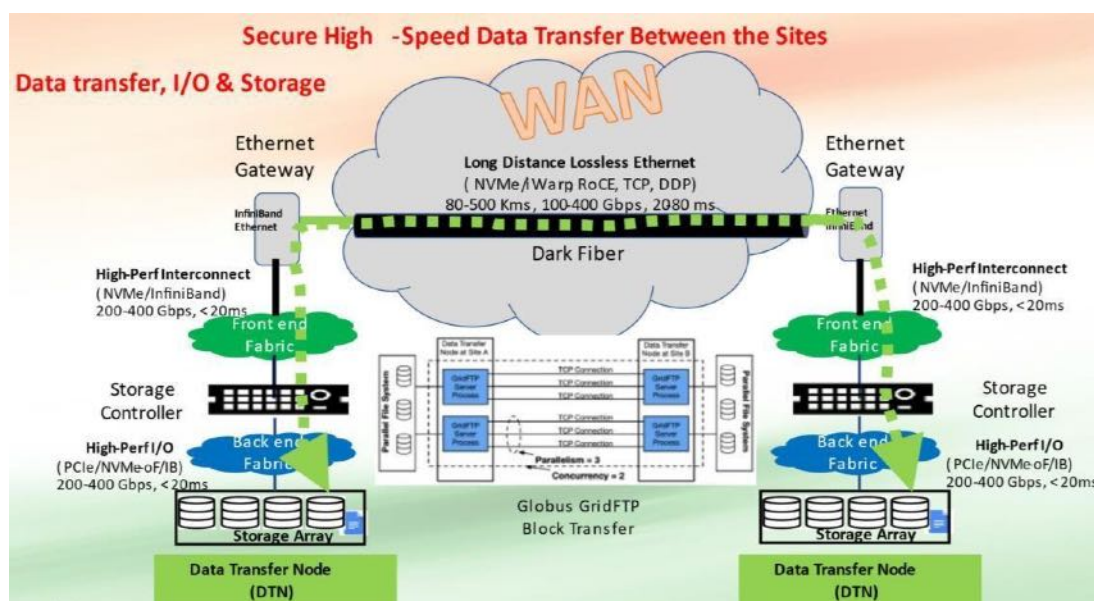 Secure High -Speed Data Transfer Between the Sites
Data transfer, I/O & Storage
WAN
Ethernet
Gateway
Long Distance Lossless Ethernet
( NVMe/iWarp RoCE, TCP, DDP)
80-500 Kms, 100-400 Gbps, 20-80 ms
Ethernet
Gateway
InfiniBand
Ethernet
Ethernet
InfiniBand
Dark Fiber
High-Perf Interconnect
(NVMe/InfiniBand)
200-400 Gbps, <20ms
High-Perf Interconnect
(NVMe/InfiniBand)
200-400 Gbps, <20ms
Front end
Fabric
Front end
Fabric
Data Transfer
Node at Site A
Data Transfer
Node at Site B
Parallel File System
GridFTP
Server
Process
GridFTP
Server
Process
TCP Connection
TCP Connection
TCP Connection
TCP Connection
TCP Connection
TCP Connection
GridFTP
Server
Process
GridFTP
Server
Process
Parallel File System
Parallelism = 3
Concurrency = 2
Storage
Controller
Storage
Controller
High-Perf I/O
(PCIe/NVMe-oF/IB)
200-400 Gbps, <20ms
Back end
Fabric
Back end
Fabric
High-Perf I/O
(PCIe/NVMe-oF/IB)
200-400 Gbps, <20ms
Globus GridFTP
Block Transfer
Storage Array
Storage Array
Data Transfer Node
(DTN)
Data Transfer Node
(DTN)